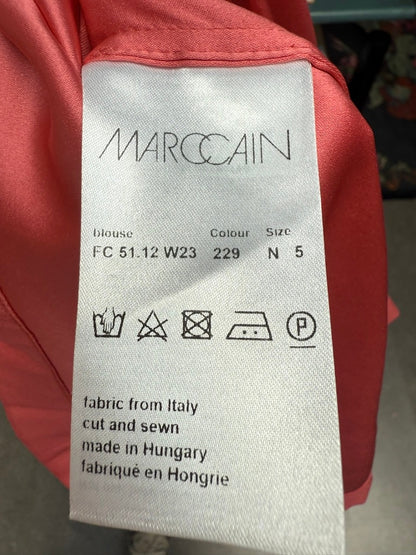 MARCCAIN
blouse Colour Size
FC 51.12 W23 229 N 5
P
fabric from Italy
cut and sewn
made in Hungary
fabriqué en Hongrie